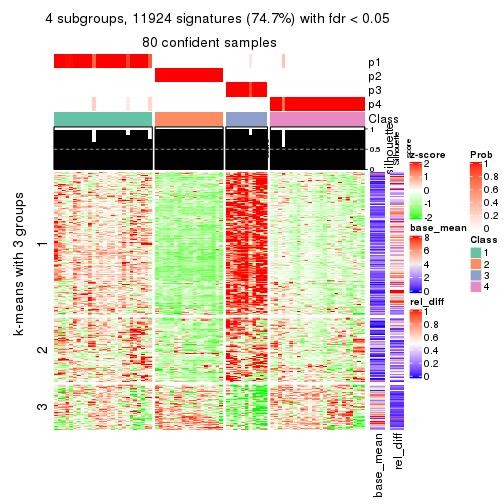 4 subgroups, 11924 signatures (74.7%) with fdr < 0.05
80 confident samples
p1
p2
p3
p4
Class
silhouette
1
0.5
0
k-means with 3 groups
1
2
3
base_mean
rel_diff
Silhouette
score
z-score
2
1
0
-1
-2
base_mean
8
6
4
2
0
rel_diff
1
0.8
0.6
0.4
0.2
0
Prob
1
0.8
0.6
0.4
0.2
0
Class
1
2
3
4